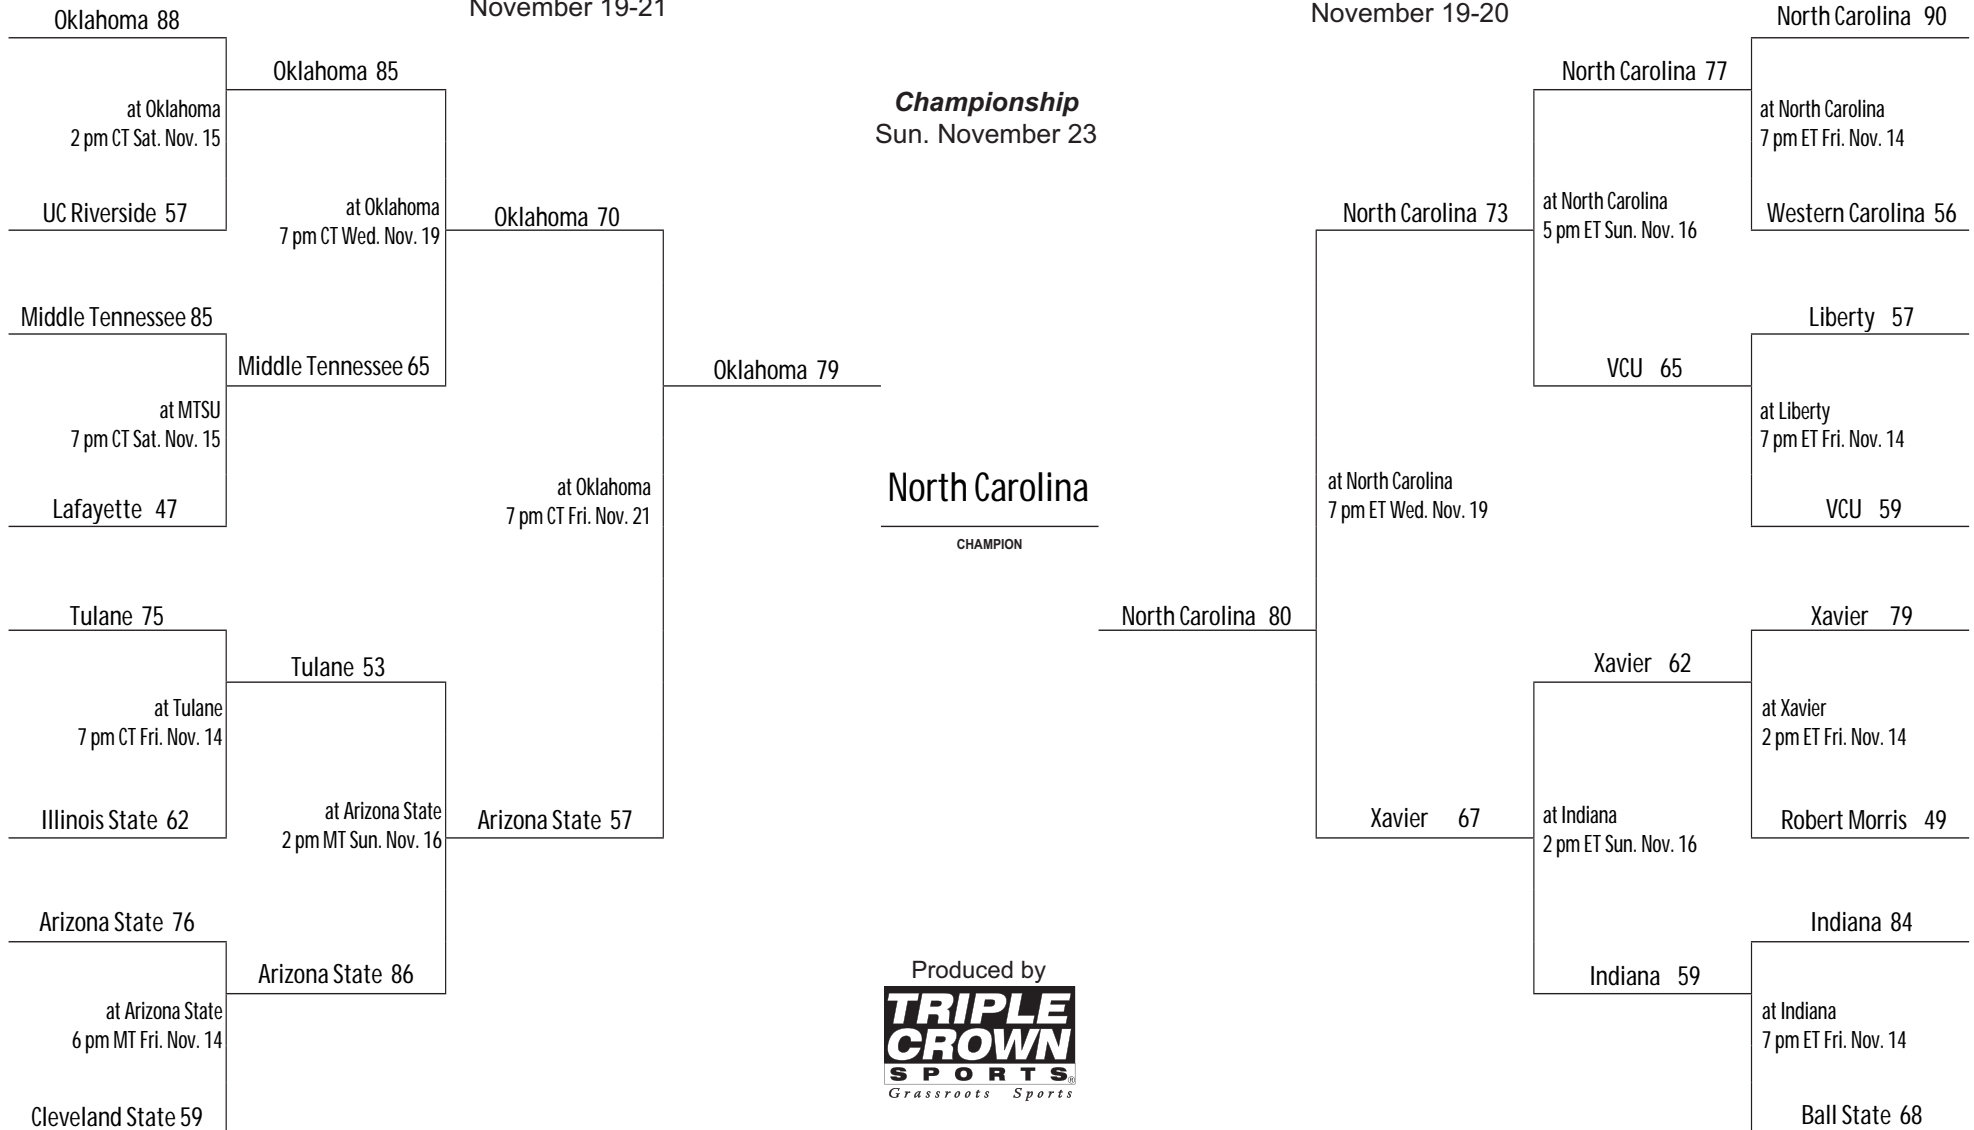 November 19-21
November 19-20
Oklahoma 88
Oklahoma 85
at Oklahoma
2 pm CT Sat. Nov. 15
UC Riverside 57
at Oklahoma
7 pm CT Wed. Nov. 19
Oklahoma 70
Middle Tennessee 85
Middle Tennessee 65
at MTSU
7 pm CT Sat. Nov. 15
Lafayette 47
Oklahoma 79
at Oklahoma
7 pm CT Fri. Nov. 21
Tulane 75
Tulane 53
at Tulane
7 pm CT Fri. Nov. 14
Illinois State 62
at Arizona State
2 pm MT Sun. Nov. 16
Arizona State 57
Arizona State 76
Arizona State 86
at Arizona State
6 pm MT Fri. Nov. 14
Cleveland State 59
Championship
Sun. November 23
North Carolina
CHAMPION
Produced by
TRIPLE
CROWN
SPORTS®
Grassroots Sports
North Carolina 90
North Carolina 77
at North Carolina
7 pm ET Fri. Nov. 14
Western Carolina 56
at North Carolina
5 pm ET Sun. Nov. 16
North Carolina 73
Liberty 57
VCU 65
at Liberty
7 pm ET Fri. Nov. 14
VCU 59
at North Carolina
7 pm ET Wed. Nov. 19
North Carolina 80
Xavier 79
Xavier 62
at Xavier
2 pm ET Fri. Nov. 14
Robert Morris 49
at Indiana
2 pm ET Sun. Nov. 16
Xavier 67
Indiana 84
Indiana 59
at Indiana
7 pm ET Fri. Nov. 14
Ball State 68